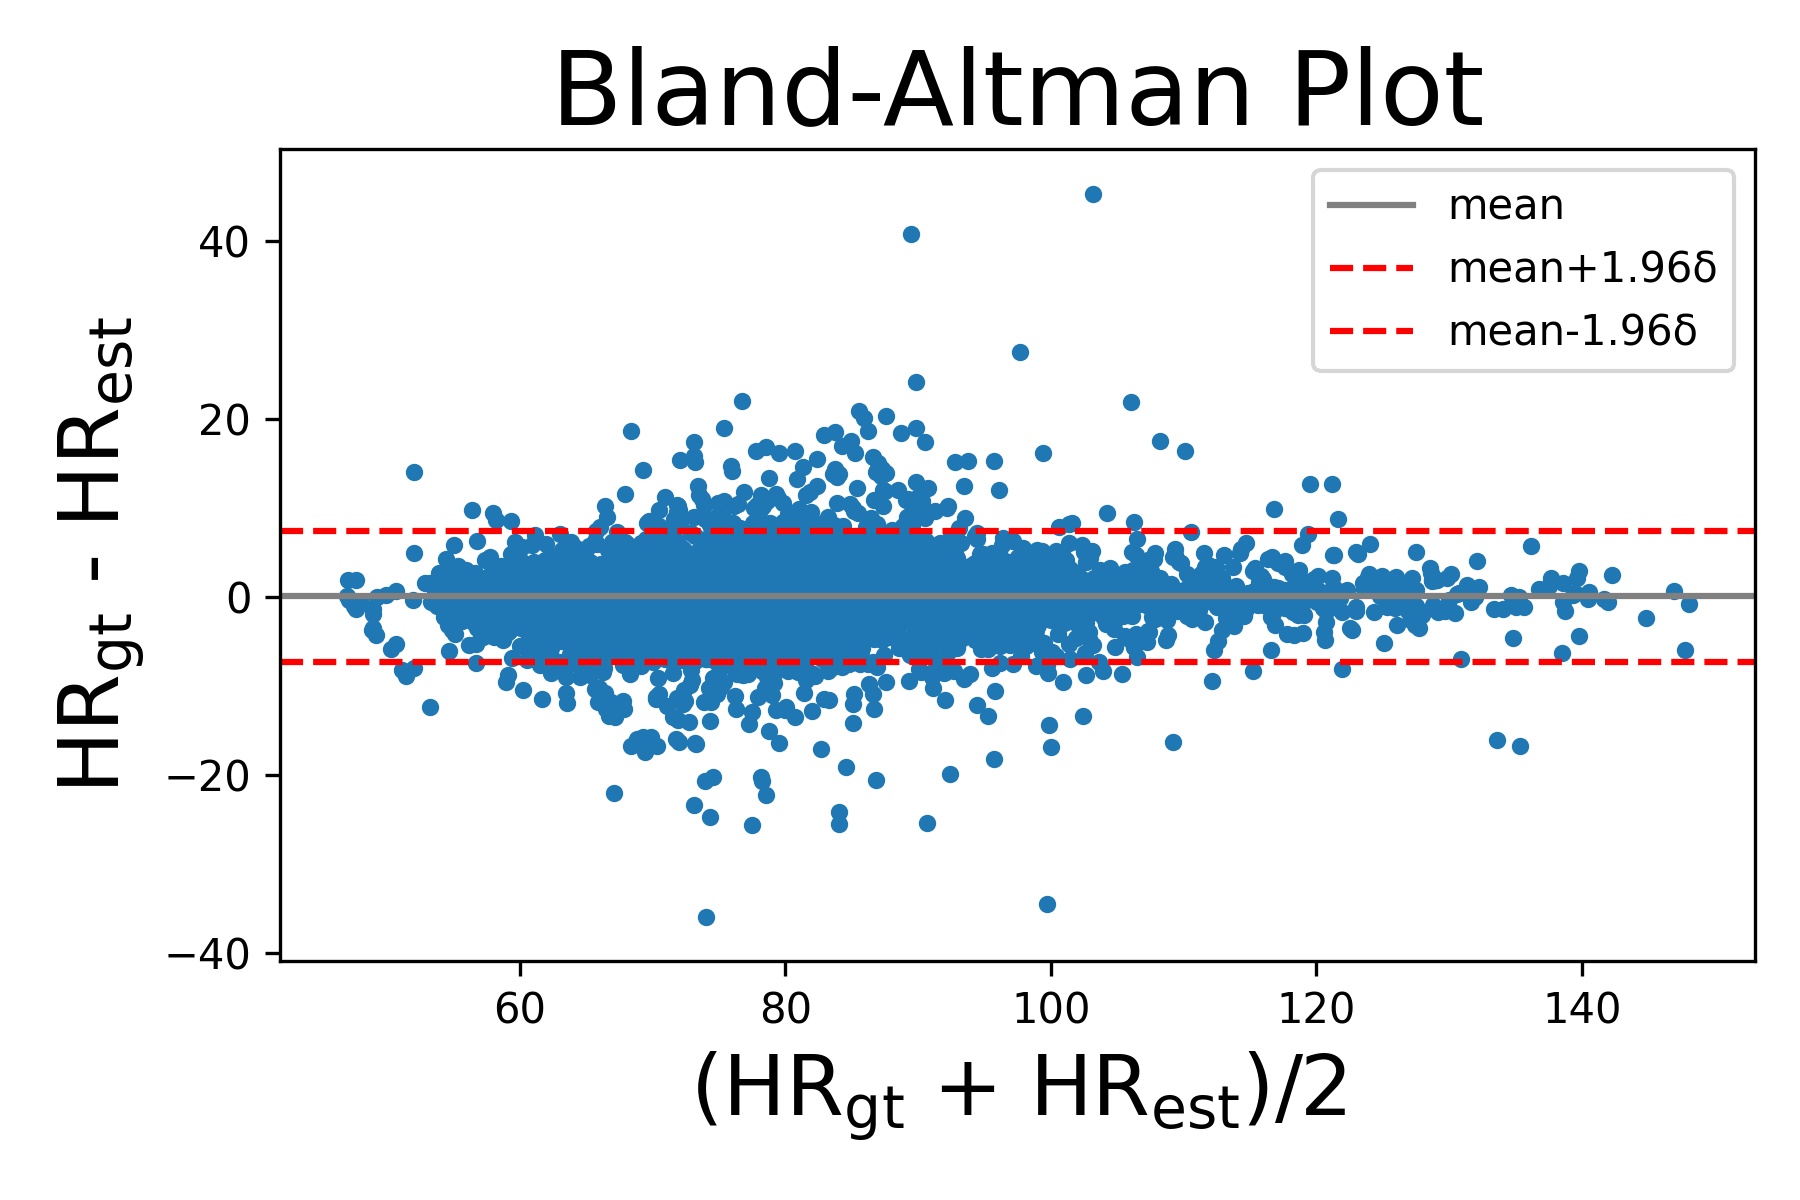 Bland-Altman Plot
mean
mean+1.96δ
mean-1.96δ
HRgt - HRest
40
20
0
−20
−40
60 80 100 120 140
(HRgt + HRest)/2